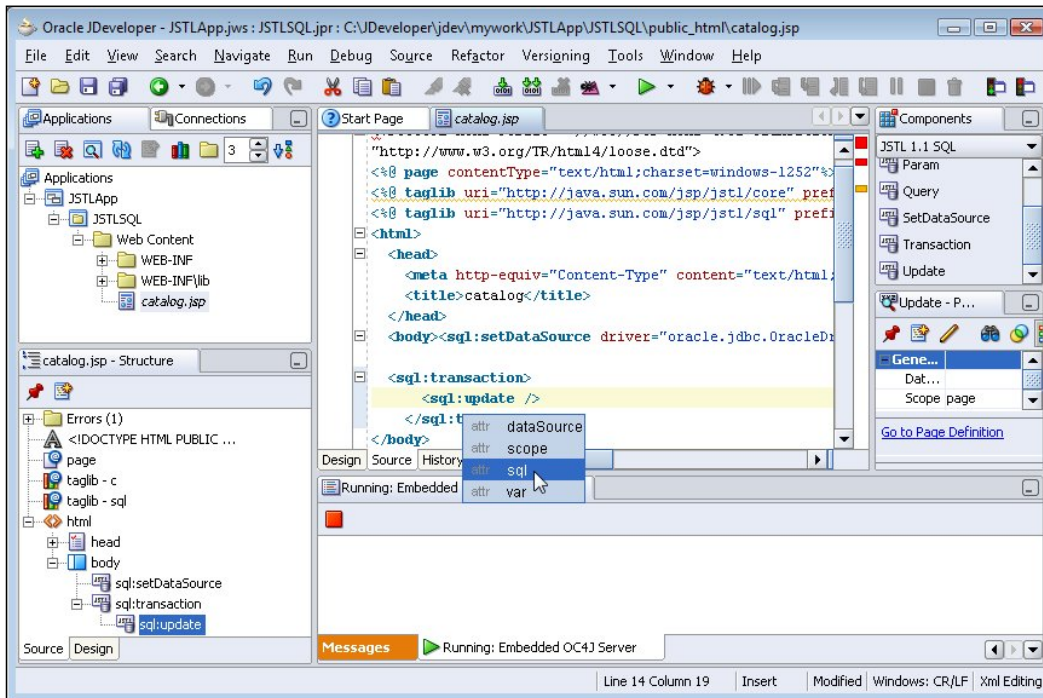 Oracle JDeveloper - JSTLApp.jws : JSTLSQL.jpr : C:\JDeveloper\jdev\mywork\JSTLApp\JSTLSQL\public_html\catalog.jsp
File Edit View Search Navigate Run Debug Source Refactor Versioning Tools Window Help
Applications Connections
3
Applications
JSTLApp
JSTLSQL
Web Content
WEB-INF
WEB-INF\lib
catalog.jsp
catalog.jsp - Structure
Errors (1)
<!DOCTYPE HTML PUBLIC ...
page
taglib - c
taglib - sql
html
head
body
sql:setDataSource
sql:transaction
sql:update
Source Design
Start Page catalog.jsp
"http://www.w3.org/TR/html4/loose.dtd">
<%@ page contentType="text/html;charset=windows-1252"%>
<%@ taglib uri="http://java.sun.com/jsp/jstl/core" pref
<%@ taglib uri="http://java.sun.com/jsp/jstl/sql" prefi
<html>
<head>
<meta http-equiv="Content-Type" content="text/html;
<title>catalog</title>
</head>
<body><sql:setDataSource driver="oracle.jdbc.OracleDr
<sql:transaction>
<sql:update />
</sql:t
</body>
attr dataSource
attr scope
attr sql
attr var
Design Source History
Components
JSTL 1.1 SQL
Param
Query
SetDataSource
Transaction
Update
Update - P...
Gene...
Dat...
Scope page
Go to Page Definition
Running: Embedded
Messages Running: Embedded OC4J Server
Line 14 Column 19 Insert Modified Windows: CR/LF Xml Editing